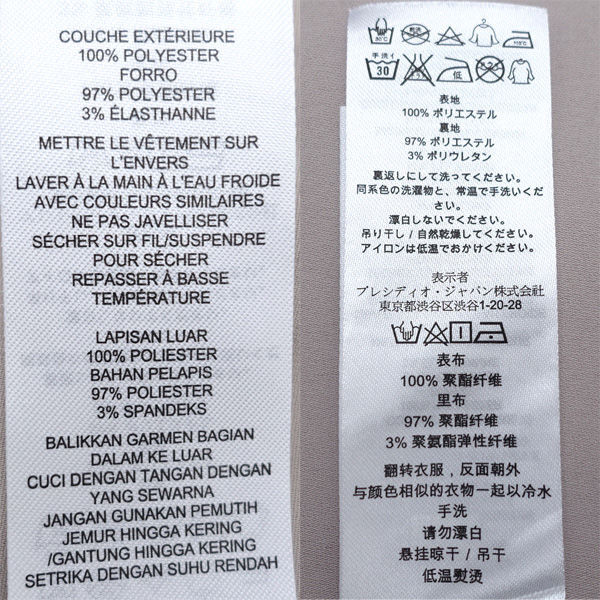 COUCHE EXTÉRIEURE
100% POLYESTER
FORRO
97% POLYESTER
3% ÉLASTHANNE
METTRE LE VÊTEMENT SUR
L'ENVERS
LAVER À LA MAIN À L'EAU FROIDE
AVEC COULEURS SIMILAIRES
NE PAS JAVELLISER
SÉCHER SUR FIL/SUSPENDRE
POUR SÉCHER
REPASSER À BASSE
TEMPÉRATURE
LAPISAN LUAR
100% POLIESTER
BAHAN PELAPIS
97% POLIESTER
3% SPANDEKS
BALIKKAN GARMEN BAGIAN
DALAM KE LUAR
CUCI DENGAN TANGAN DENGAN
YANG SEWARNA
JANGAN GUNAKAN PEMUTIH
JEMUR HINGGA KERING
/GANTUNG HINGGA KERING
SETRIKA DENGAN SUHU RENDAH
30°C
手洗イ
30
低
表地
100% ポリエステル
裏地
97% ポリエステル
3% ポリウレタン
裏返しにして洗ってください。
同系色の洗濯物と、常温で手洗いくだ
さい。
漂白しないでください。
吊り干し / 自然乾燥してください。
アイロンは低温でおかけください。
表示者
プレシディオ・ジャパン株式会社
東京都渋谷区渋谷1-20-28
表布
100% 聚酯纤维
里布
97% 聚酯纤维
3% 聚氨酯弹性纤维
翻转衣服，反面朝外
与颜色相似的衣物一起以冷水
手洗
请勿漂白
悬挂晾干 / 吊干
低温熨烫